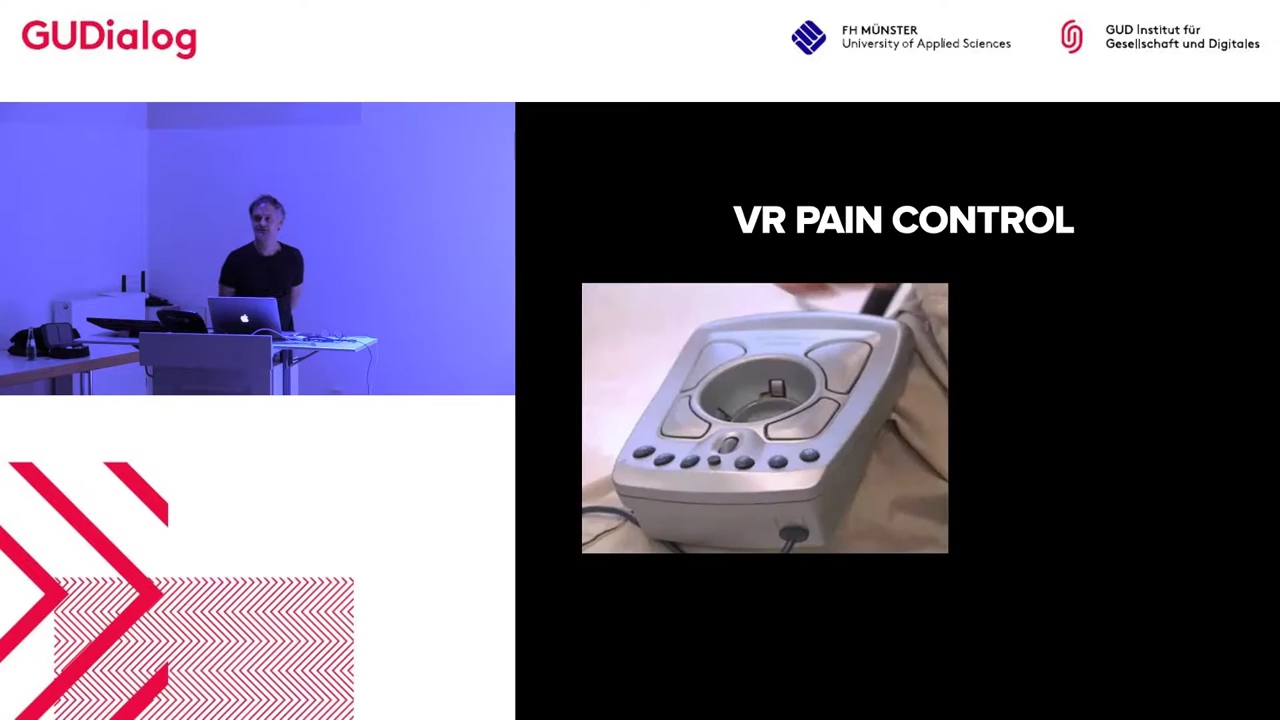 GUDialog
FH MÜNSTER
University of Applied Sciences
GUD Institut für
Gesellschaft und Digitales
VR PAIN CONTROL